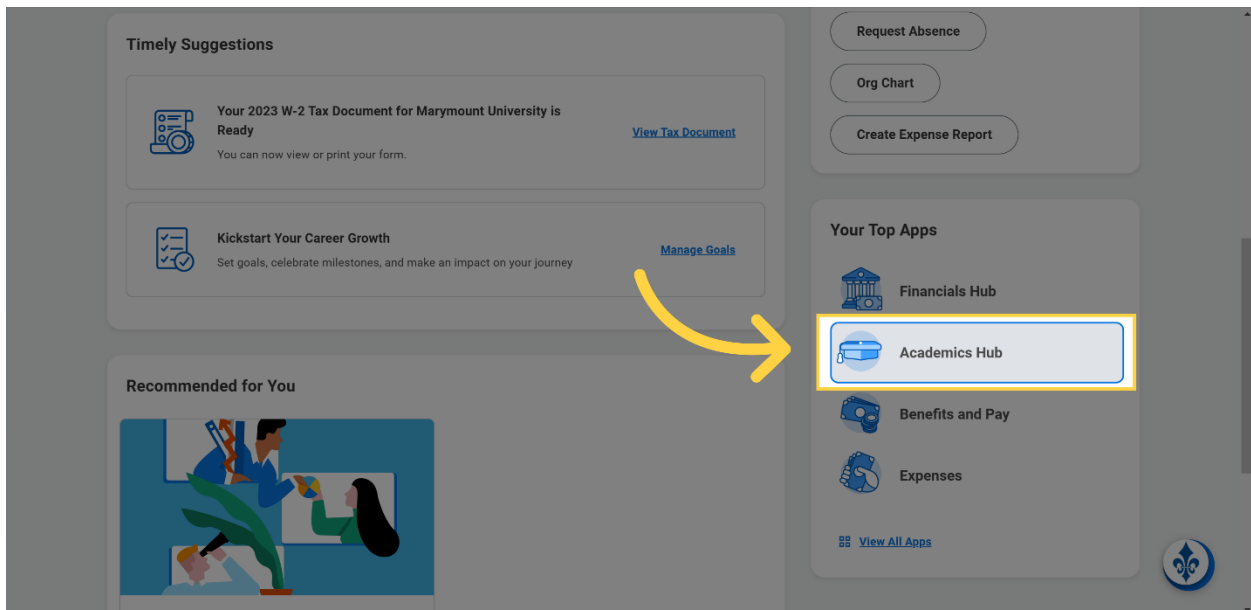 Timely Suggestions
Your 2023 W-2 Tax Document for Marymount University is
Ready
You can now view or print your form.
View Tax Document
Kickstart Your Career Growth
Set goals, celebrate milestones, and make an impact on your journey
Manage Goals
Recommended for You
Request Absence
Org Chart
Create Expense Report
Your Top Apps
Financials Hub
Academics Hub
Benefits and Pay
Expenses
View All Apps